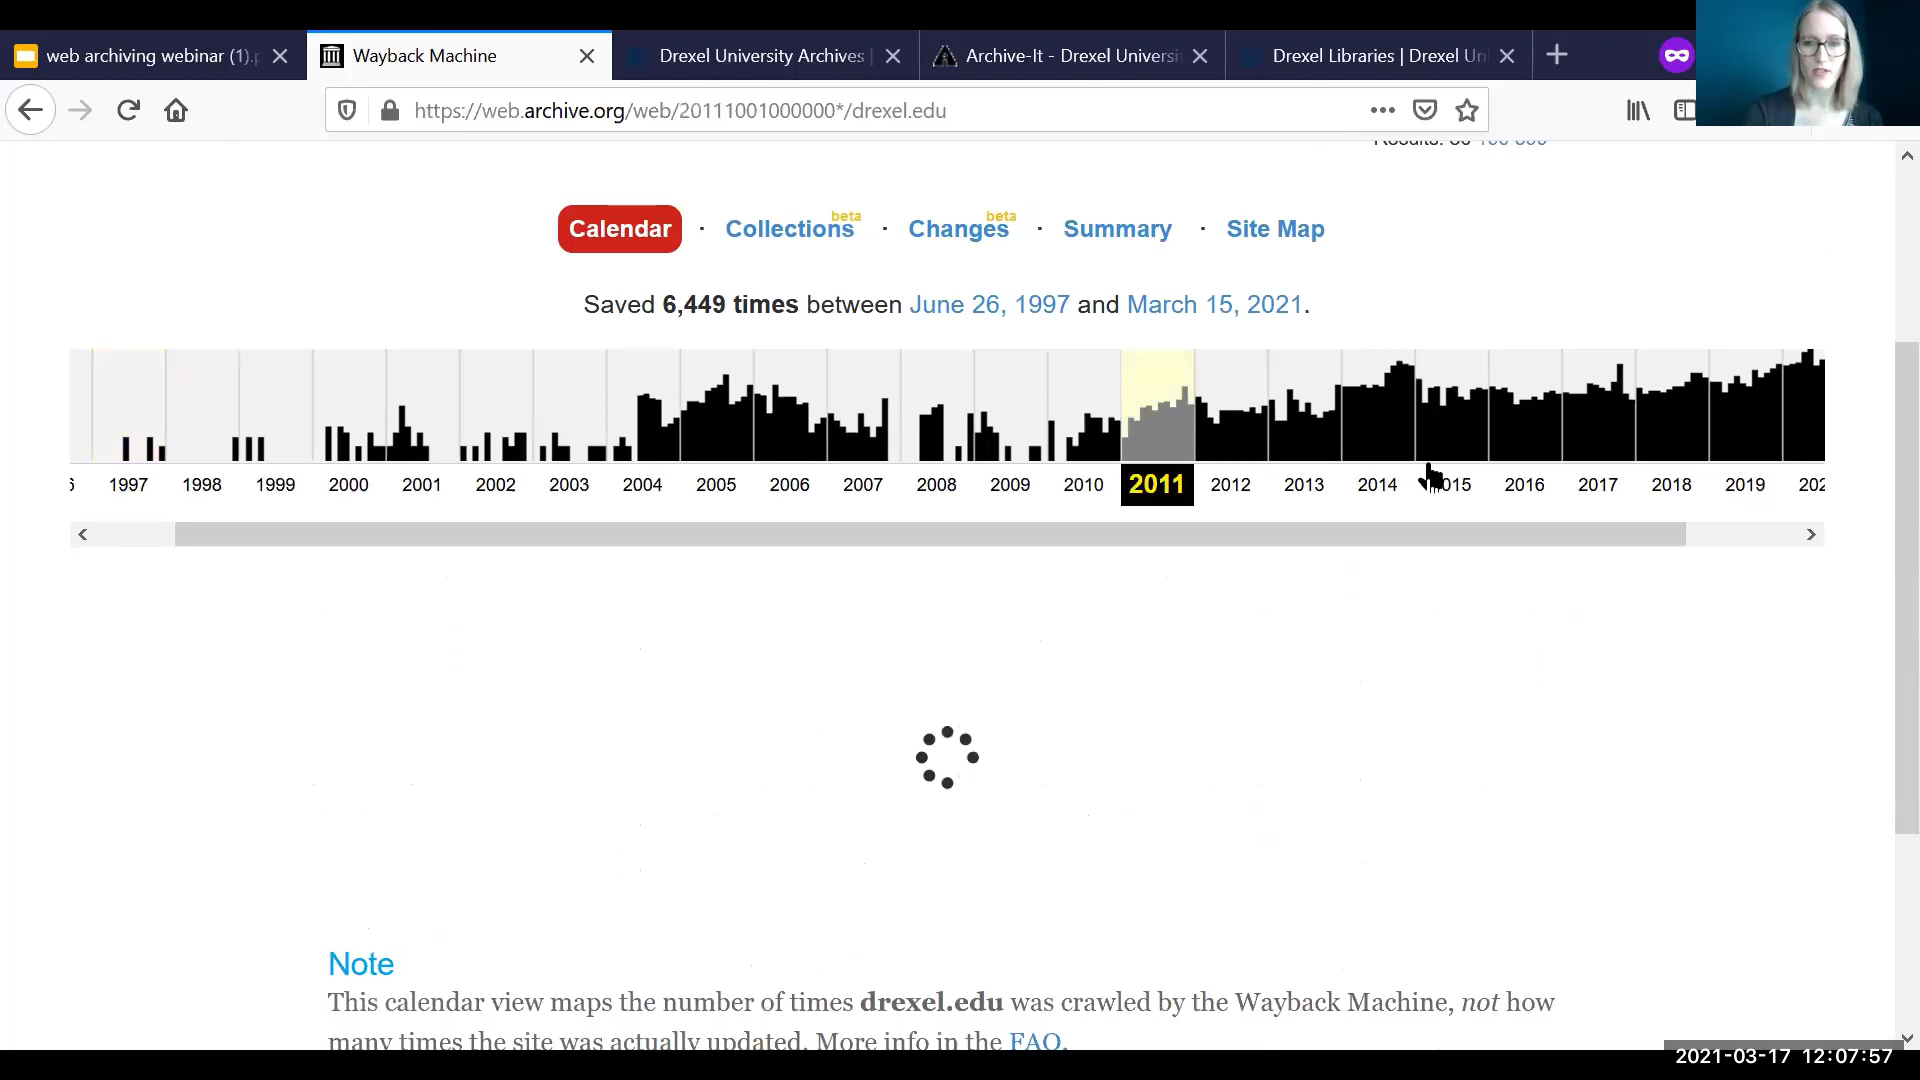 web archiving webinar (1).
Wayback Machine
Drexel University Archives |
Archive-It - Drexel Universi
Drexel Libraries | Drexel Un
https://web.archive.org/web/20111001000000*/drexel.edu
Calendar · Collections beta · Changes beta · Summary · Site Map
Saved 6,449 times between June 26, 1997 and March 15, 2021.
6 1997 1998 1999 2000 2001 2002 2003 2004 2005 2006 2007 2008 2009 2010 2011 2012 2013 2014 015 2016 2017 2018 2019 202
Note
This calendar view maps the number of times drexel.edu was crawled by the Wayback Machine, not how
many times the site was actually updated. More info in the FAQ.
2021-03-17 12:07:57